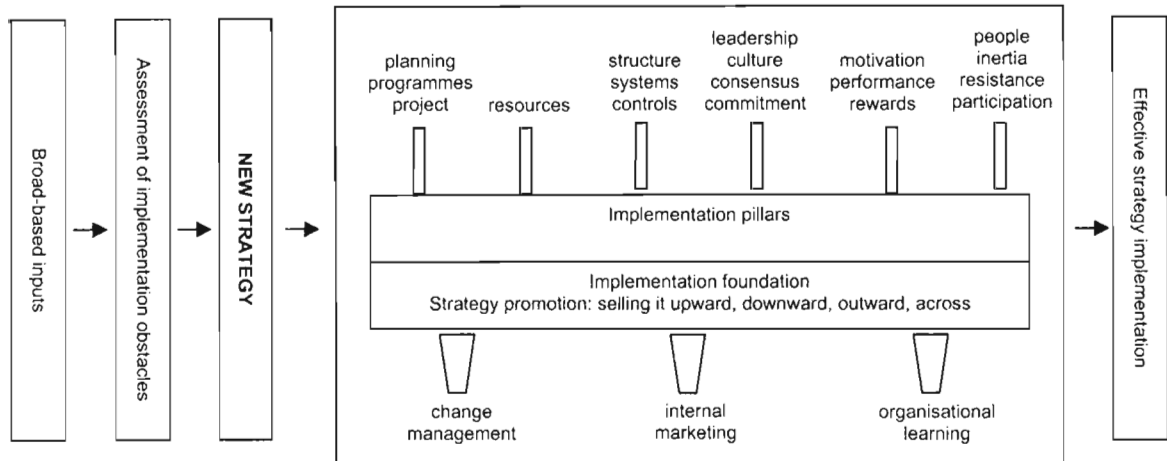 Broad-based inputs
Assessment of implementation obstacles
NEW STRATEGY
planning
programmes
project
resources
structure
systems
controls
leadership
culture
consensus
commitment
motivation
performance
rewards
people
inertia
resistance
participation
Implementation pillars
Implementation foundation
Strategy promotion: selling it upward, downward, outward, across
change
management
internal
marketing
organisational
learning
Effective strategy implementation